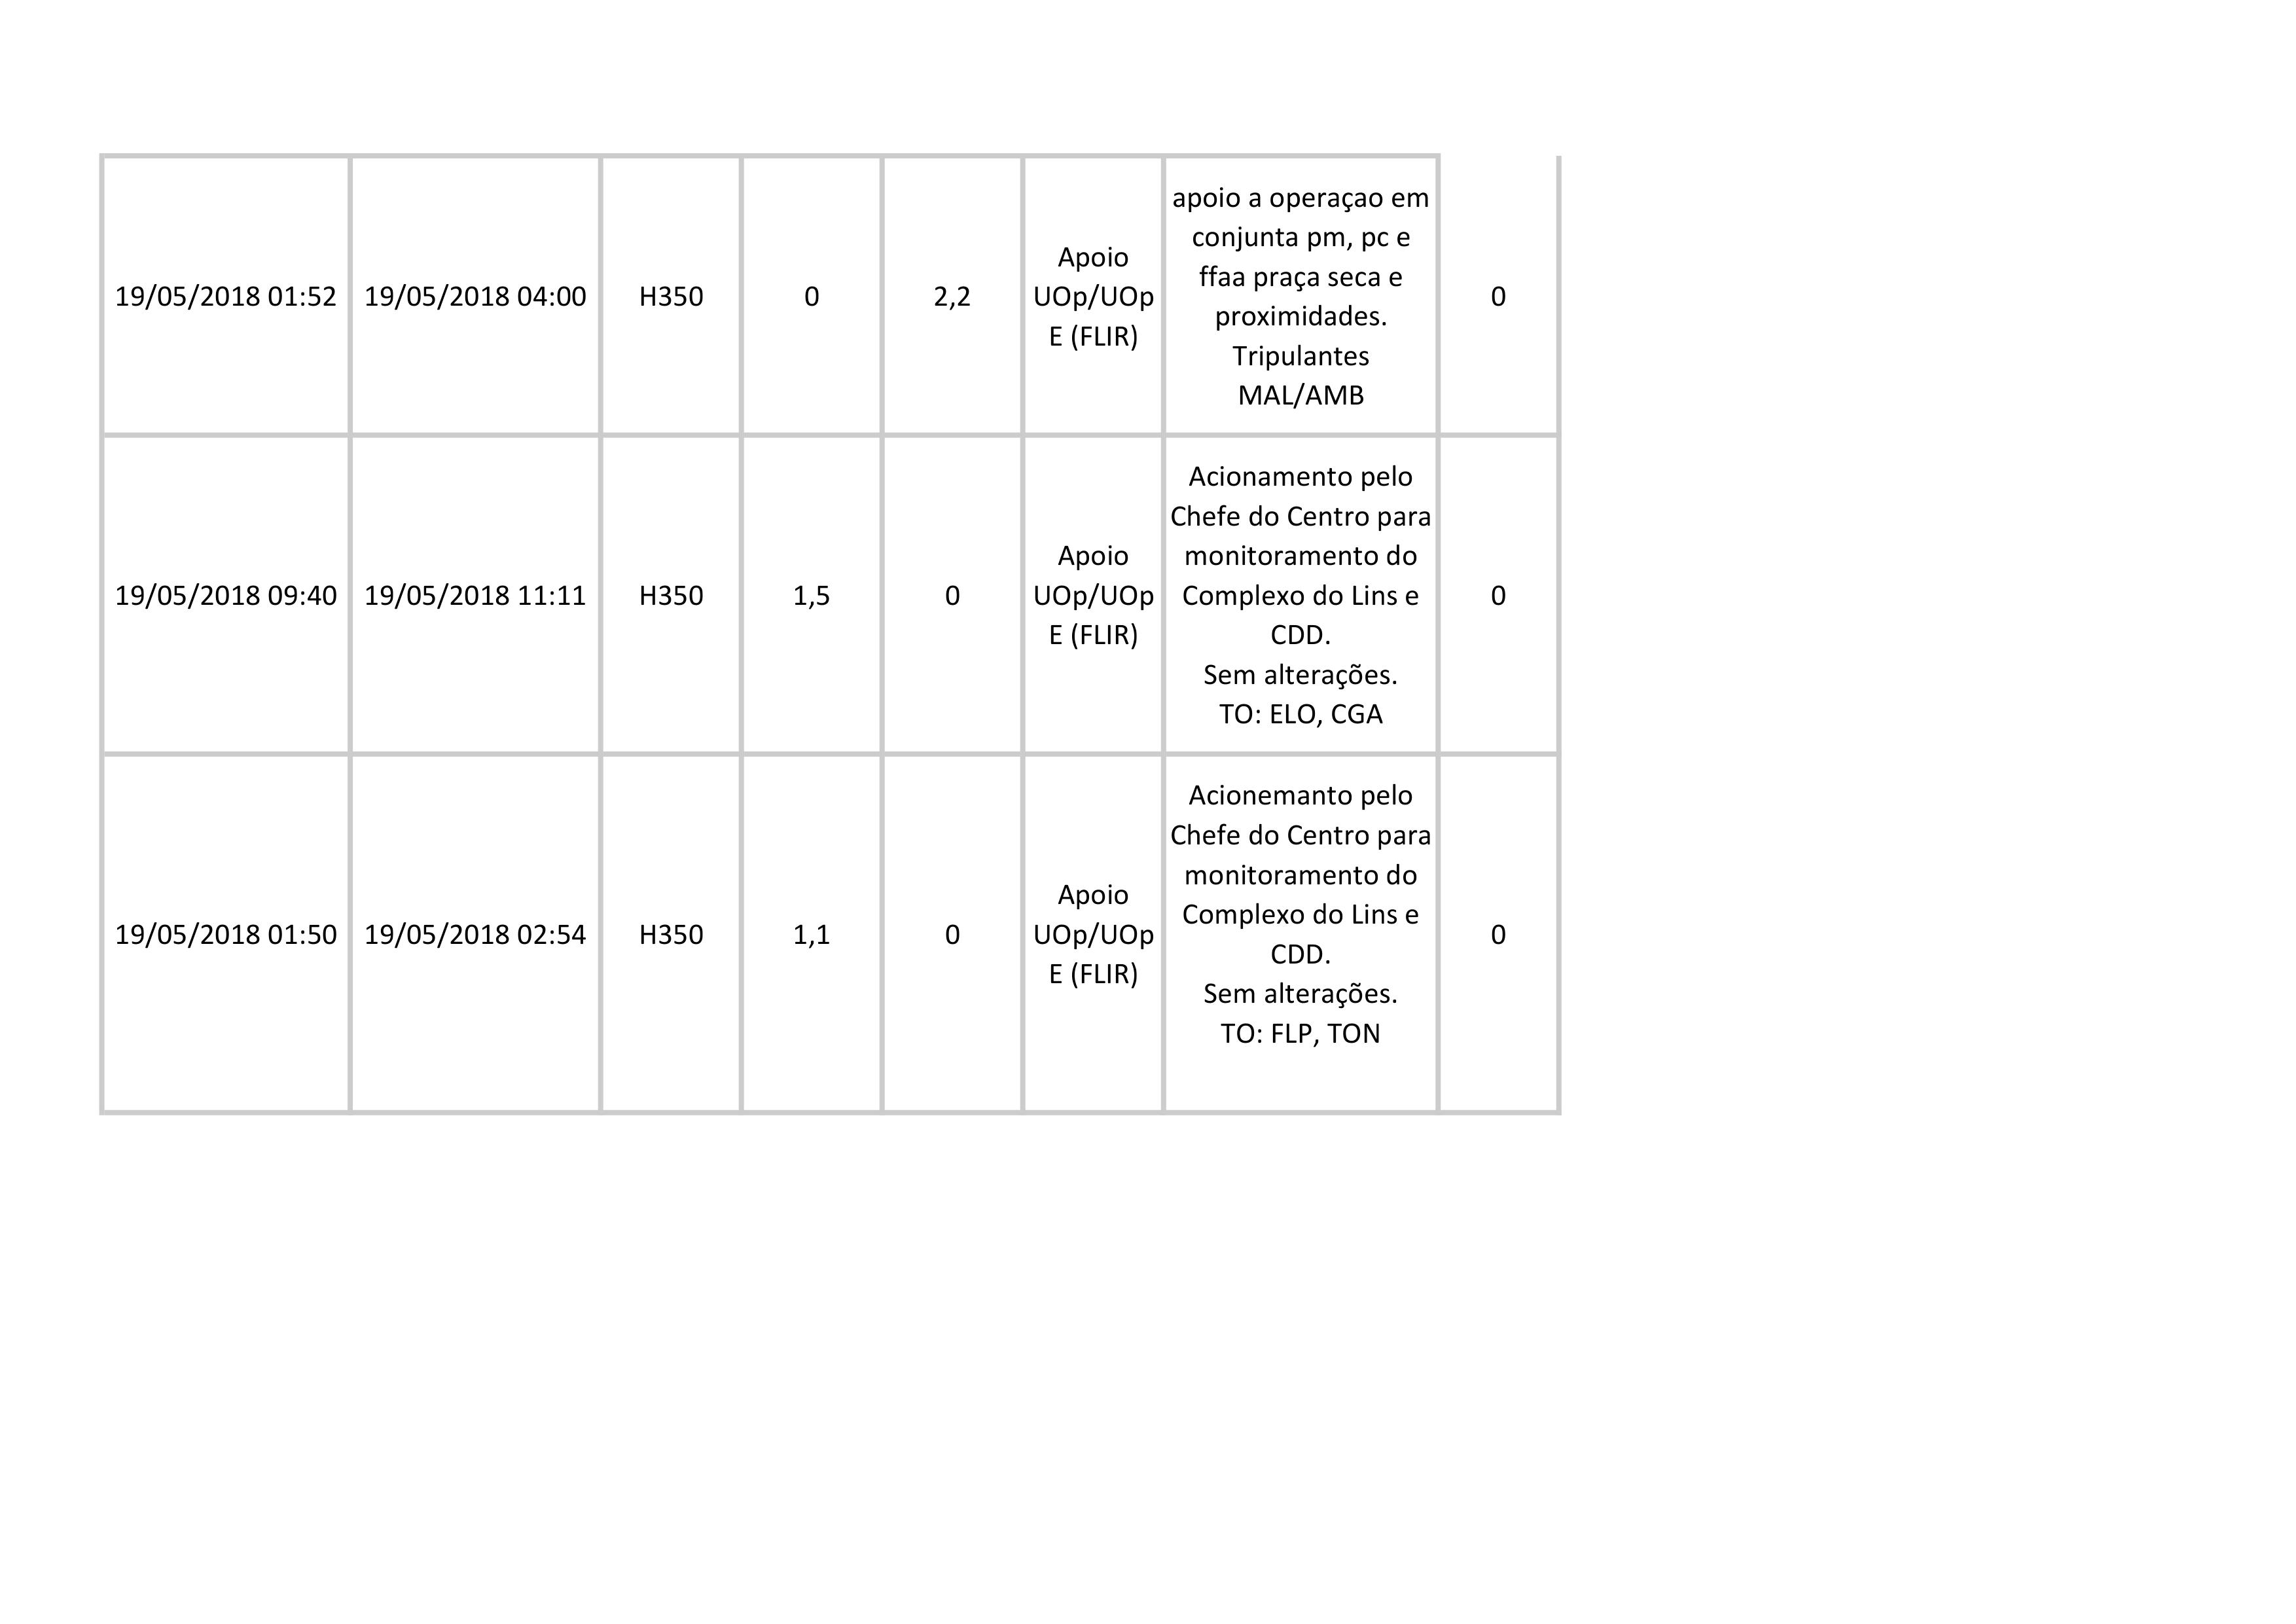 19/05/2018 01:52 19/05/2018 04:00 H350 0 2,2
Apoio
UOp/UOp
E (FLIR)
apoio a operaçao em
conjunta pm, pc e
ffaa praça seca e
proximidades.
Tripulantes
MAL/AMB
0
19/05/2018 09:40 19/05/2018 11:11 H350 1,5 0
Apoio
UOp/UOp
E (FLIR)
Acionamento pelo
Chefe do Centro para
monitoramento do
Complexo do Lins e
CDD.
Sem alterações.
TO: ELO, CGA
0
19/05/2018 01:50 19/05/2018 02:54 H350 1,1 0
Apoio
UOp/UOp
E (FLIR)
Acionemanto pelo
Chefe do Centro para
monitoramento do
Complexo do Lins e
CDD.
Sem alterações.
TO: FLP, TON
0